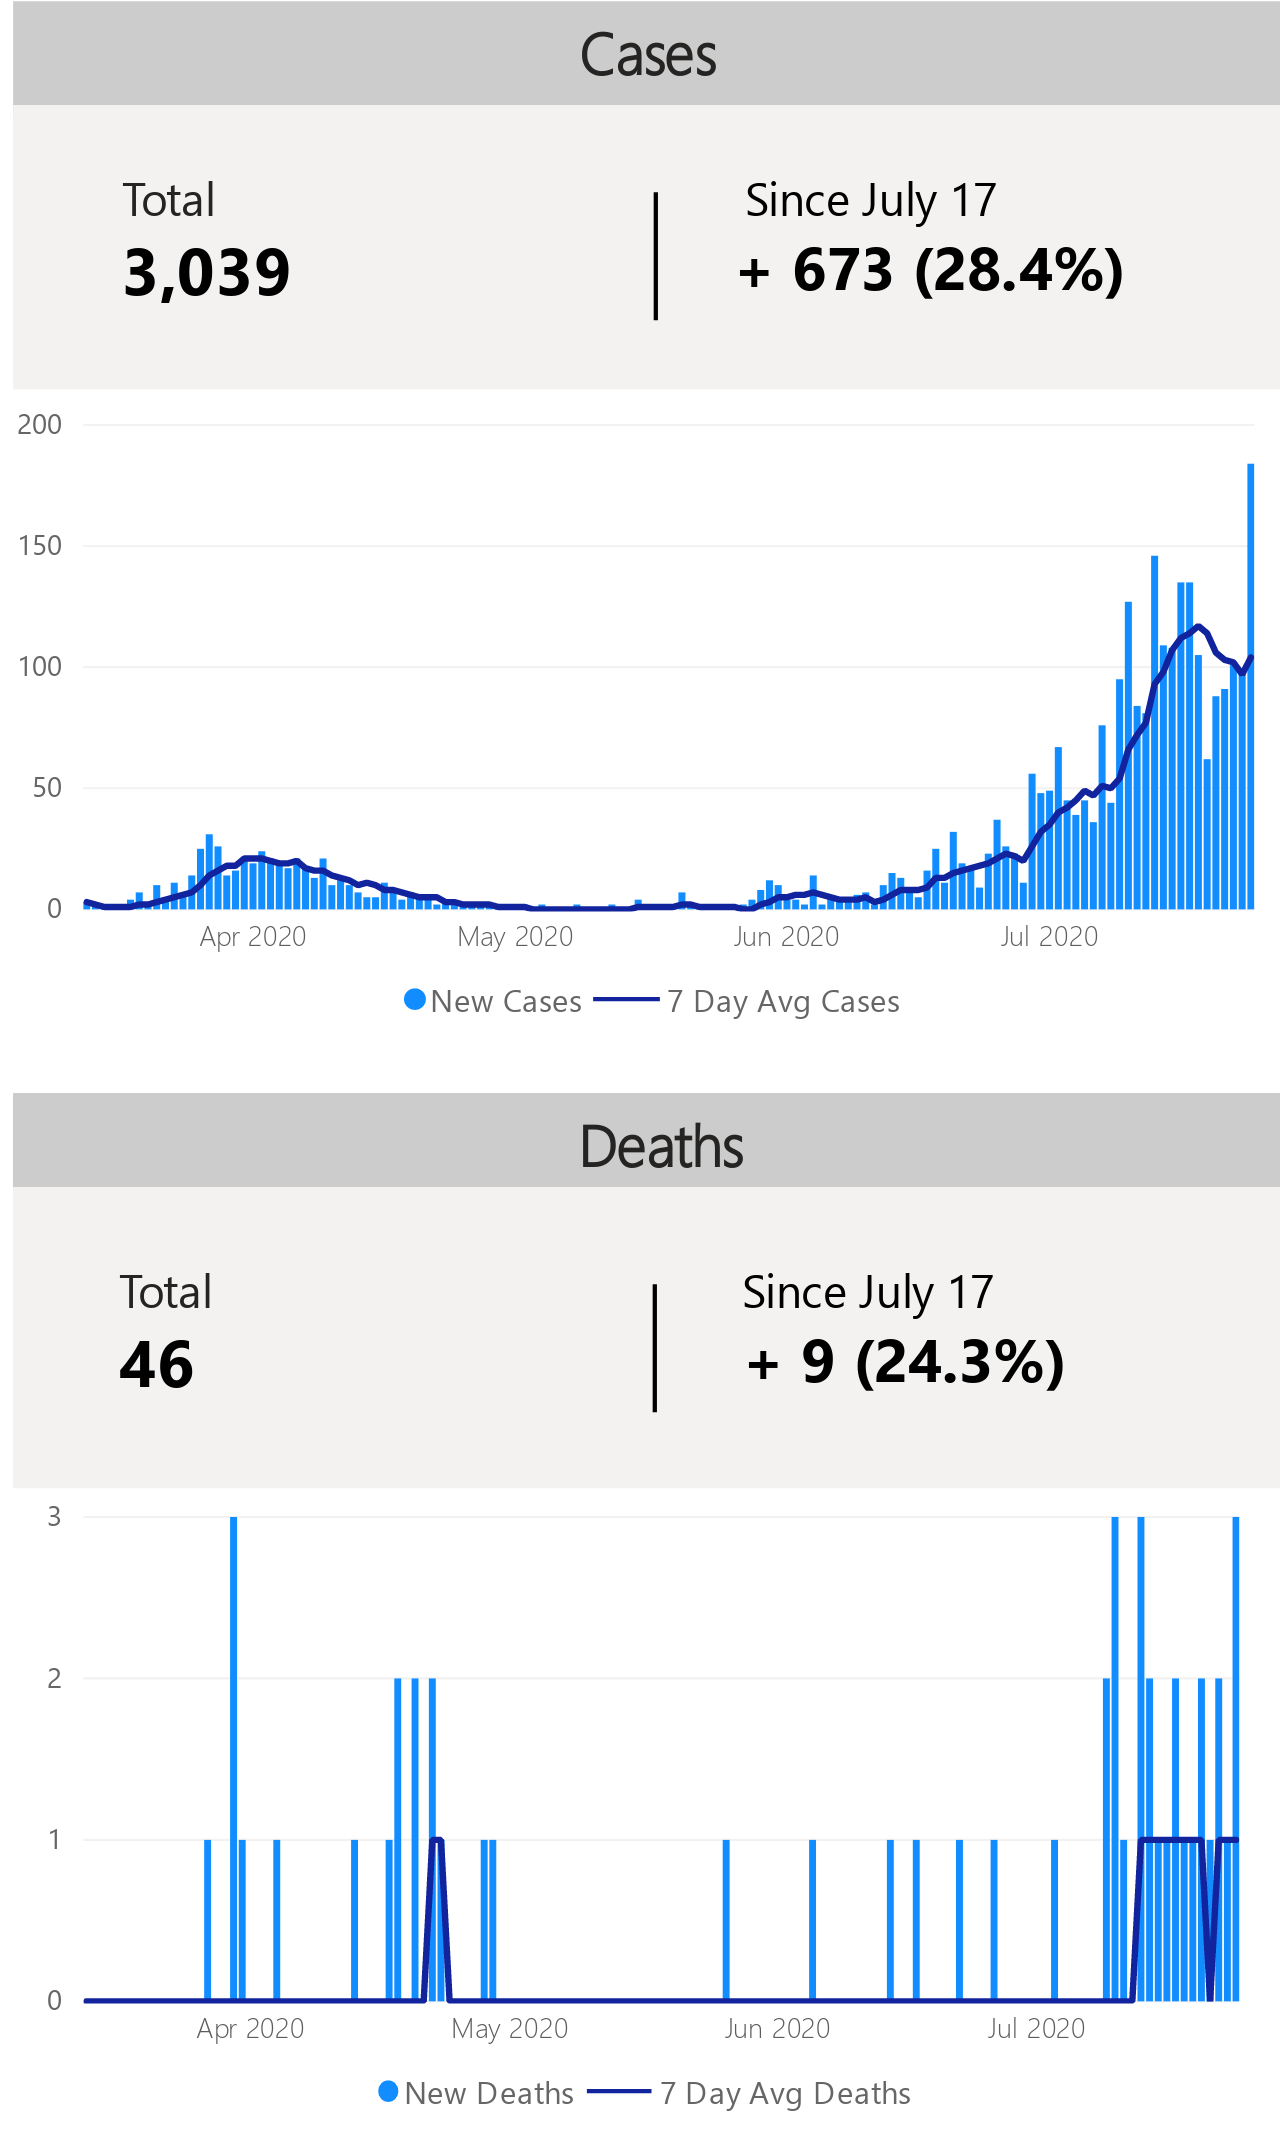 Cases
Total
Since July 17
3,039
+ 673 (28.4%)
200
150
100
50
0
Apr 2020
May 2020
Jun 2020
Jul 2020
New Cases
7 Day Avg Cases
Deaths
Total
Since July 17
46
+ 9 (24.3%)
3
2
1
0
Apr 2020
May 2020
Jun 2020
Jul 2020
New Deaths
7 Day Avg Deaths